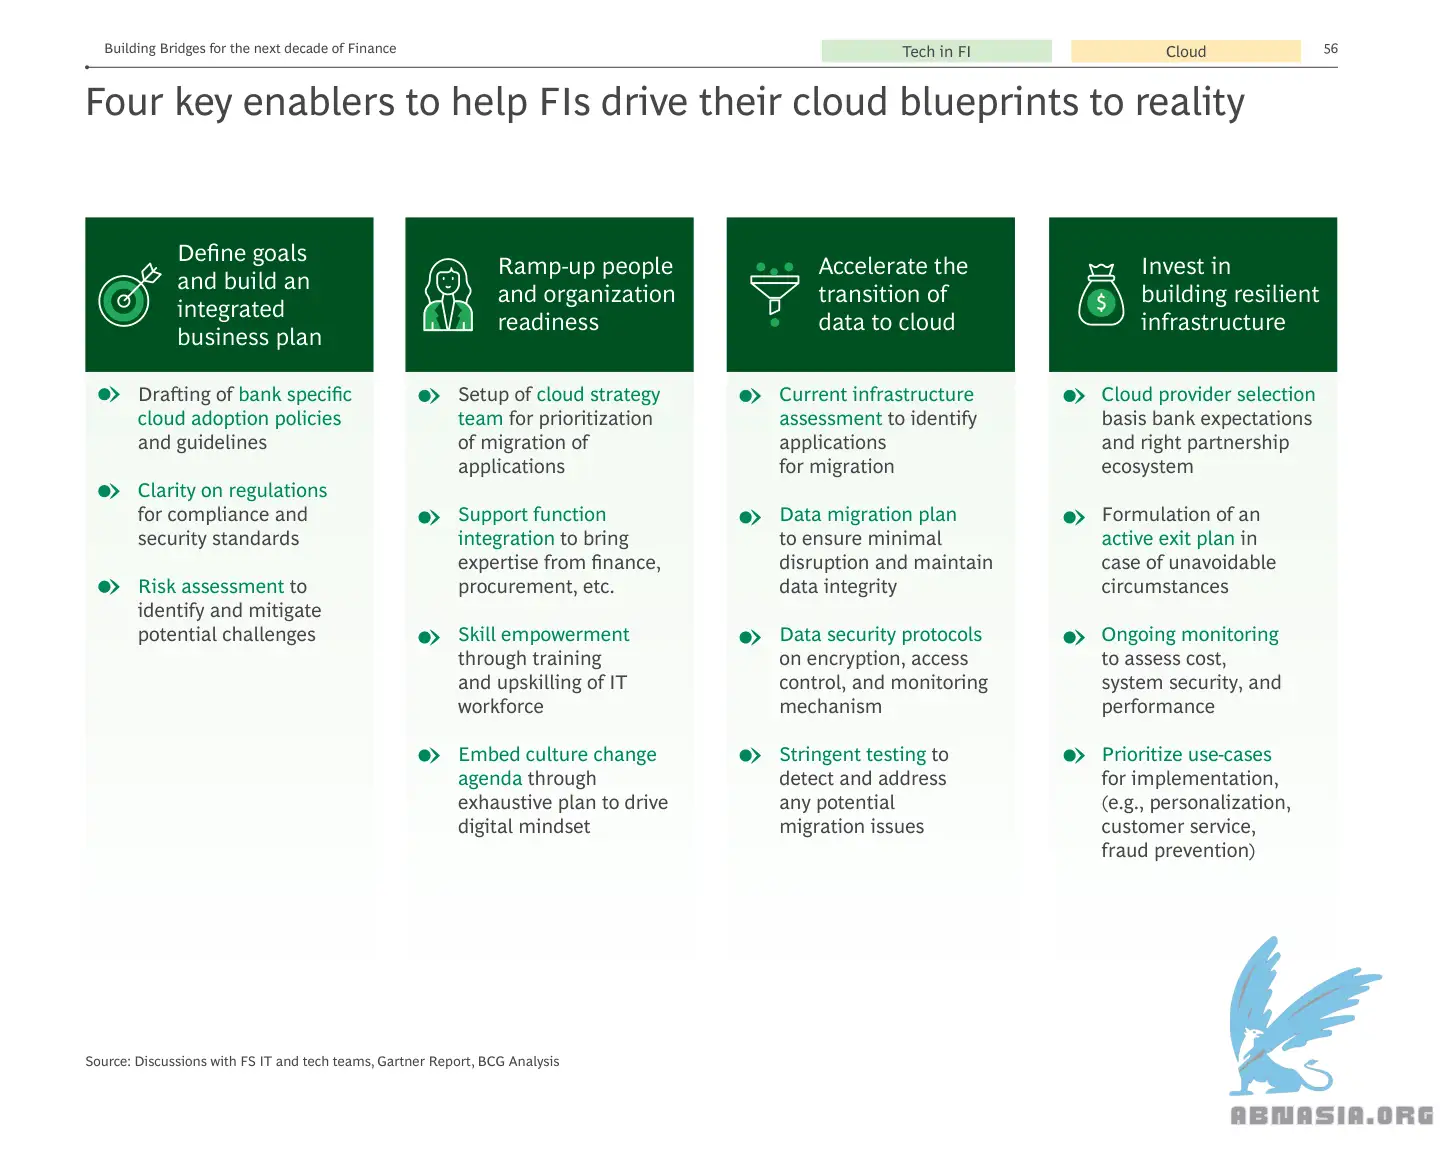 Building Bridges for the next decade of Finance
Tech in FI
Cloud
56
Four key enablers to help FIs drive their cloud blueprints to reality
Define goals
and build an
integrated
business plan
Drafting of bank specific
cloud adoption policies
and guidelines
Clarity on regulations
for compliance and
security standards
Risk assessment to
identify and mitigate
potential challenges
Ramp-up people
and organization
readiness
Setup of cloud strategy
team for prioritization
of migration of
applications
Support function
integration to bring
expertise from finance,
procurement, etc.
Skill empowerment
through training
and upskilling of IT
workforce
Embed culture change
agenda through
exhaustive plan to drive
digital mindset
Accelerate the
transition of
data to cloud
Current infrastructure
assessment to identify
applications
for migration
Data migration plan
to ensure minimal
disruption and maintain
data integrity
Data security protocols
on encryption, access
control, and monitoring
mechanism
Stringent testing to
detect and address
any potential
migration issues
$
Invest in
building resilient
infrastructure
Cloud provider selection
basis bank expectations
and right partnership
ecosystem
Formulation of an
active exit plan in
case of unavoidable
circumstances
Ongoing monitoring
to assess cost,
system security, and
performance
Prioritize use-cases
for implementation,
(e.g., personalization,
customer service,
fraud prevention)
Source: Discussions with FS IT and tech teams, Gartner Report, BCG Analysis
ABNASIA.ORG